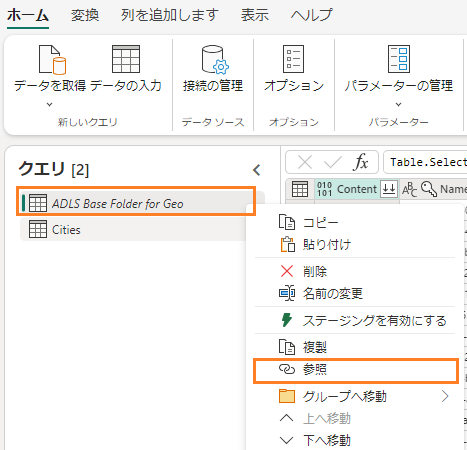 ホーム 変換 列を追加します 表示 ヘルプ
データを取得 データの入力 接続の管理 オプション パラメーターの管理
新しいクエリ データ ソース オプション パラメーター
クエリ [2]
fx Table.Select
ADLS Base Folder for Geo
Cities
010 101 Content ABC Name
コピー
貼り付け
削除
名前の変更
ステージングを有効にする
複製
参照
グループへ移動
上へ移動
下へ移動